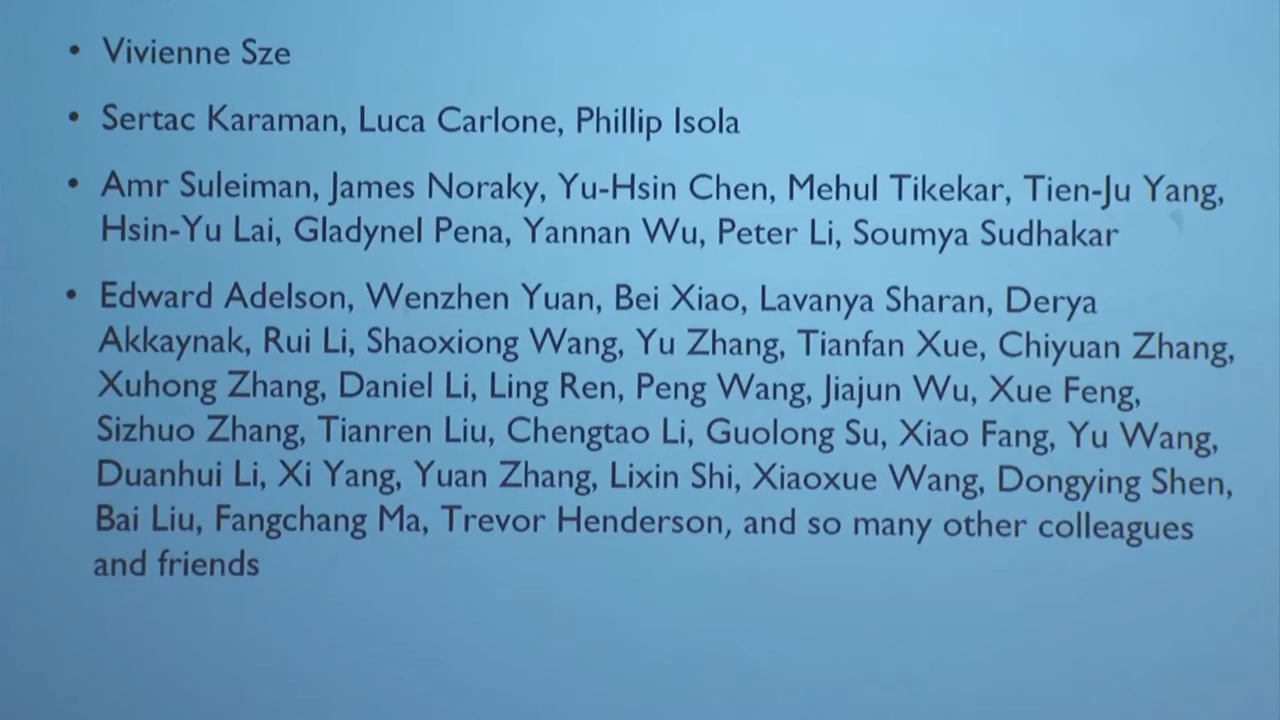 • Vivienne Sze
• Sertac Karaman, Luca Carlone, Phillip Isola
• Amr Suleiman, James Noraky, Yu-Hsin Chen, Mehul Tikekar, Tien-Ju Yang,
Hsin-Yu Lai, Gladynel Pena, Yannan Wu, Peter Li, Soumya Sudhakar
• Edward Adelson, Wenzhen Yuan, Bei Xiao, Lavanya Sharan, Derya
Akkaynak, Rui Li, Shaoxiong Wang, Yu Zhang, Tianfan Xue, Chiyuan Zhang,
Xuhong Zhang, Daniel Li, Ling Ren, Peng Wang, Jiajun Wu, Xue Feng,
Sizhuo Zhang, Tianren Liu, Chengtao Li, Guolong Su, Xiao Fang, Yu Wang,
Duanhui Li, Xi Yang, Yuan Zhang, Lixin Shi, Xiaoxue Wang, Dongying Shen,
Bai Liu, Fangchang Ma, Trevor Henderson, and so many other colleagues
and friends